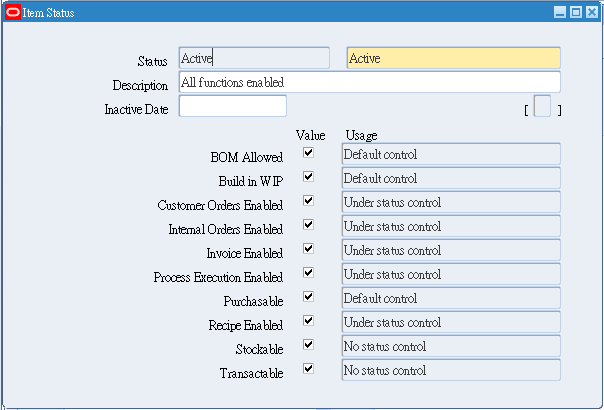 Item Status
Status Active Active
Description All functions enabled
Inactive Date [ ]
Value Usage
BOM Allowed Default control
Build in WIP Default control
Customer Orders Enabled Under status control
Internal Orders Enabled Under status control
Invoice Enabled Under status control
Process Execution Enabled Under status control
Purchasable Default control
Recipe Enabled Under status control
Stockable No status control
Transactable No status control